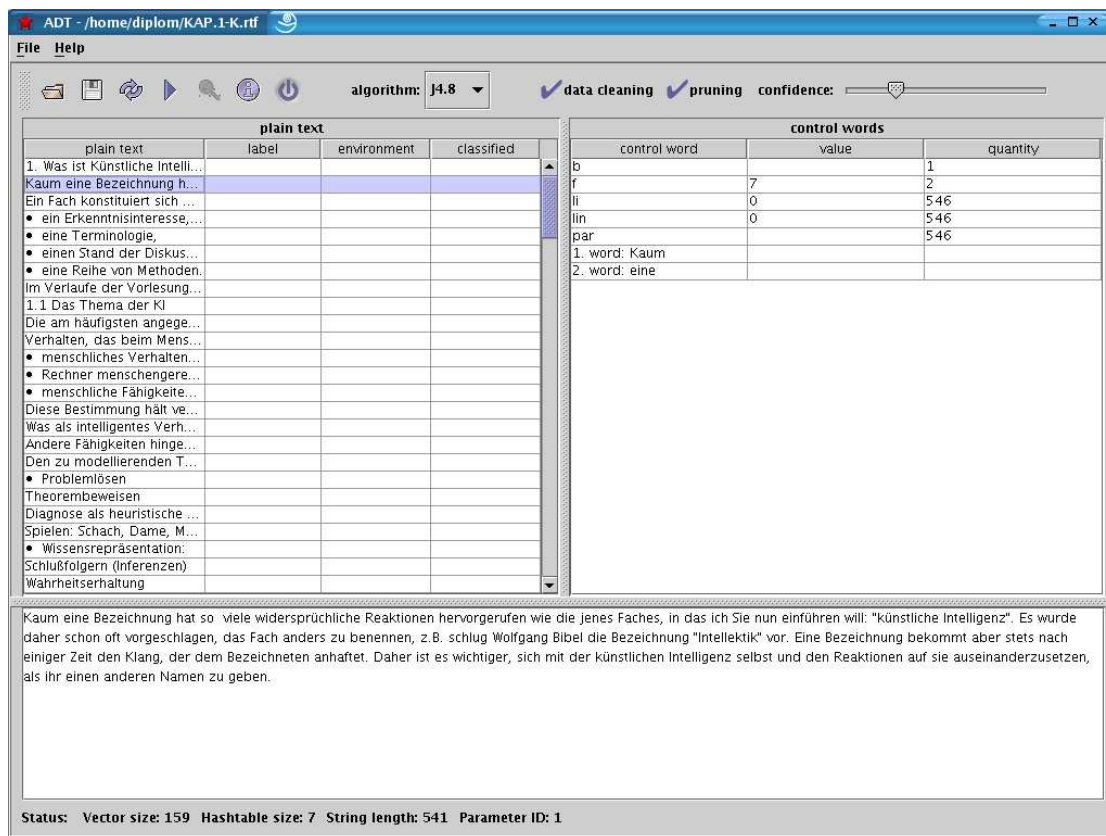 ADT - /home/diplom/KAP.1-K.rtf
File Help
algorithm: J4.8 data cleaning pruning confidence:
plain text control words
plain text label environment classified control word value quantity
1. Was ist Künstliche Intelli... b 1
Kaum eine Bezeichnung h... f 7 2
Ein Fach konstituiert sich ... li 0 546
• ein Erkenntnisinteresse,... lin 0 546
• eine Terminologie, par 546
• einen Stand der Diskus... 1. word: Kaum
• eine Reihe von Methoden. 2. word: eine
Im Verlaufe der Vorlesung...
1.1 Das Thema der KI
Die am häufigsten angege...
Verhalten, das beim Mens...
• menschliches Verhalten...
• Rechner menschengere...
• menschliche Fähigkeite...
Diese Bestimmung hält ve...
Was als intelligentes Verh...
Andere Fähigkeiten hinge...
Den zu modellierenden T...
• Problemlösen
Theorembeweisen
Diagnose als heuristische ...
Spielen: Schach, Dame, M...
• Wissensrepräsentation:
Schlußfolgern (Inferenzen)
Wahrheitserhaltung
Kaum eine Bezeichnung hat so viele widersprüchliche Reaktionen hervorgerufen wie die jenes Faches, in das ich Sie nun einführen will: "künstliche Intelligenz". Es wurde
daher schon oft vorgeschlagen, das Fach anders zu benennen, z.B. schlug Wolfgang Bibel die Bezeichnung "Intellektik" vor. Eine Bezeichnung bekommt aber stets nach
einiger Zeit den Klang, der dem Bezeichneten anhaftet. Daher ist es wichtiger, sich mit der künstlichen Intelligenz selbst und den Reaktionen auf sie auseinanderzusetzen,
als ihr einen anderen Namen zu geben.
Status: Vector size: 159 Hashtable size: 7 String length: 541 Parameter ID: 1